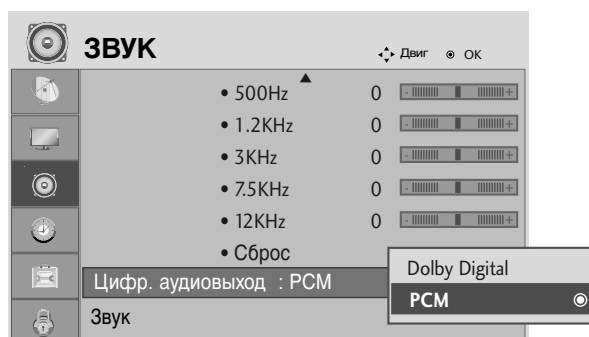 ЗВУК
Двиг ОК
• 500Hz 0 - +
• 1.2KHz 0 - +
• 3KHz 0 - +
• 7.5KHz 0 - +
• 12KHz 0 - +
• Сброс
Цифр. аудиовыход : PCM
Dolby Digital
PCM
Звук